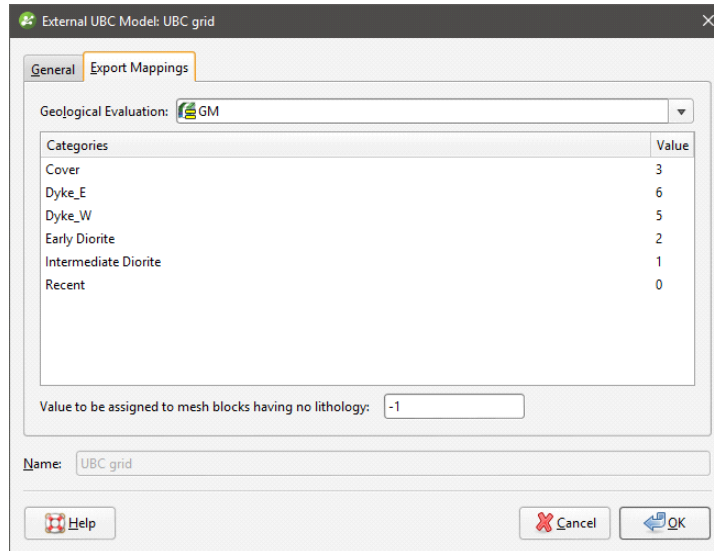 External UBC Model: UBC grid
General Export Mappings
Geological Evaluation: GM
Categories Value
Cover 3
Dyke_E 6
Dyke_W 5
Early Diorite 2
Intermediate Diorite 1
Recent 0
Value to be assigned to mesh blocks having no lithology: -1
Name: UBC grid
Help Cancel OK